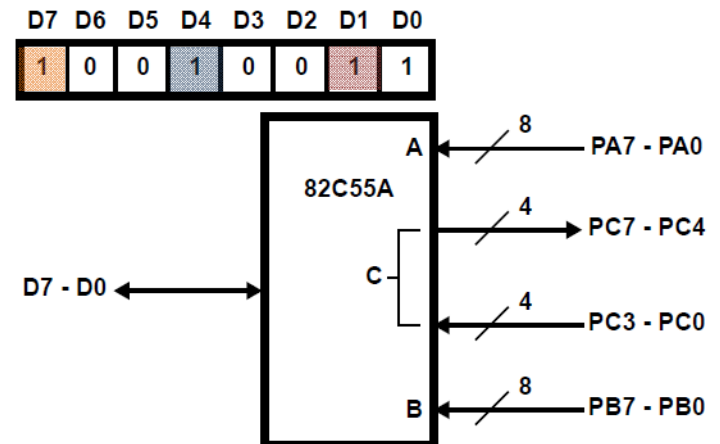 D7 D6 D5 D4 D3 D2 D1 D0
1 0 0 1 0 0 1 1
8
A
PA7 - PA0
82C55A
4
PC7 - PC4
C
D7 - D0
4
PC3 - PC0
8
B
PB7 - PB0